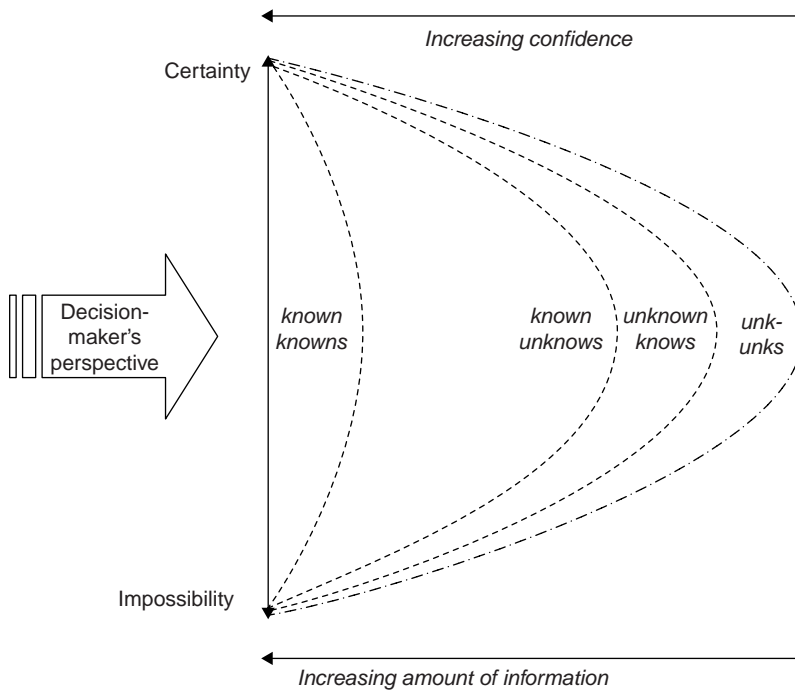 Increasing confidence
Certainty
Decision-
maker's
perspective
known
knowns
known
unknows
unknown
knows
unk-
unks
Impossibility
Increasing amount of information